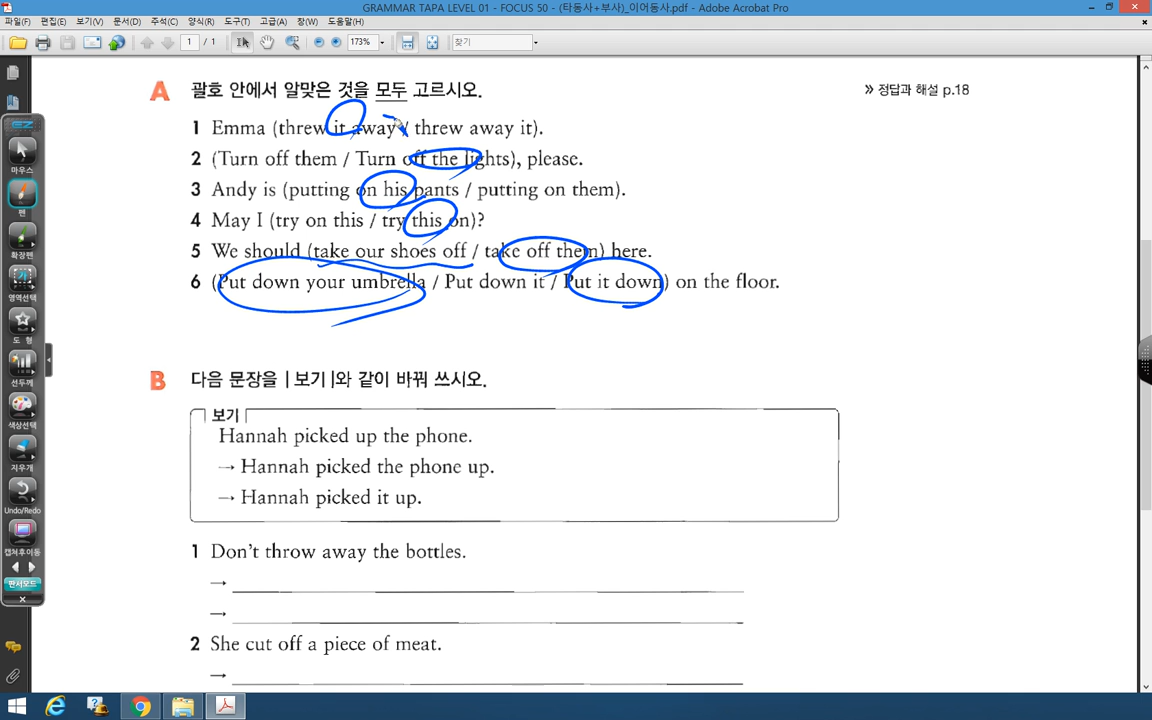 GRAMMAR TAPA LEVEL 01 - FOCUS 50 - (타동사+부사)_이어동사.pdf - Adobe Acrobat Pro
파일(F) 편집(E) 보기(V) 문서(D) 주석(C) 양식(R) 도구(T) 고급(A) 창(W) 도움말(H)
1 / 1 173% 찾기
A 괄호 안에서 알맞은 것을 모두 고르시오. » 정답과 해설 p.18
1 Emma (threw it away / threw away it).
2 (Turn off them / Turn off the lights), please.
3 Andy is (putting on his pants / putting on them).
4 May I (try on this / try this on)?
5 We should (take our shoes off / take off them) here.
6 (Put down your umbrella / Put down it / Put it down) on the floor.
B 다음 문장을 | 보기 |와 같이 바꿔 쓰시오.
보기
Hannah picked up the phone.
→ Hannah picked the phone up.
→ Hannah picked it up.
1 Don't throw away the bottles.
→
→
2 She cut off a piece of meat.
→
마우스
펜
확장펜
영역선택
도 형
선두께
색상선택
지우개
Undo/Redo
캡쳐후이동
판서모드